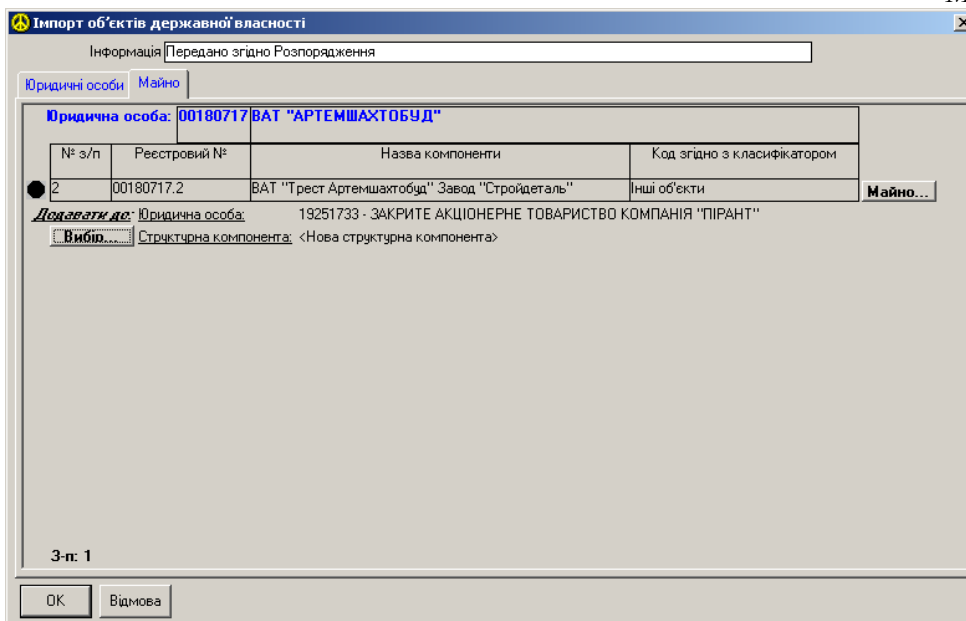 Імпорт об'єктів державної власності
Інформація Передано згідно Розпорядження
Юридичні особи Майно
Юридична особа: 00180717 ВАТ "АРТЕМШАХТОБУД"
№ з/п Реєстровий № Назва компоненти Код згідно з класифікатором
2 00180717.2 ВАТ "Трест Артемшахтобуд" Завод "Стройдеталь" Інші об'єкти Майно...
Додавати до: Юридична особа: 19251733 - ЗАКРИТЕ АКЦІОНЕРНЕ ТОВАРИСТВО КОМПАНІЯ "ПІРАНТ"
Вибір... Структурна компонента: <Нова структурна компонента>
З-п: 1
OK Відмова